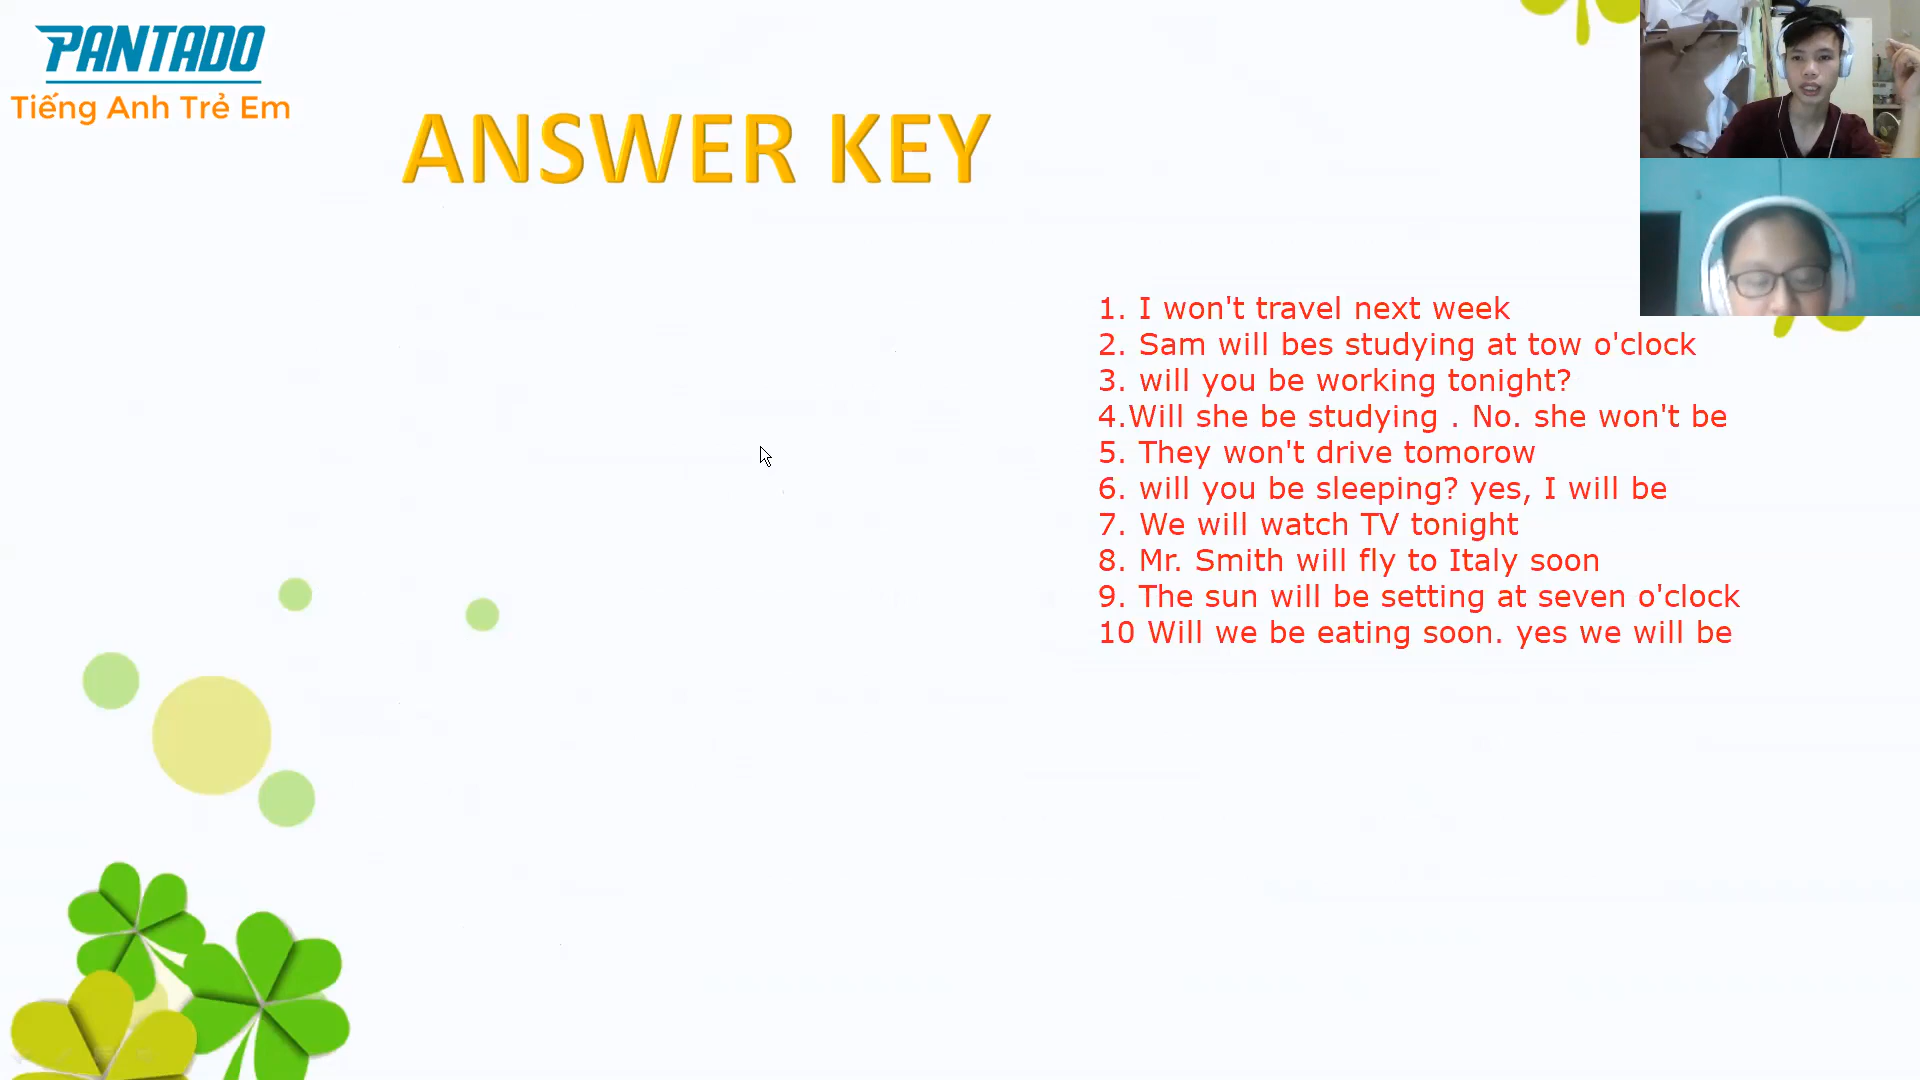 PANTADO
Tiếng Anh Trẻ Em
ANSWER KEY
1. I won't travel next week
2. Sam will bes studying at tow o'clock
3. will you be working tonight?
4.Will she be studying . No. she won't be
5. They won't drive tomorow
6. will you be sleeping? yes, I will be
7. We will watch TV tonight
8. Mr. Smith will fly to Italy soon
9. The sun will be setting at seven o'clock
10 Will we be eating soon. yes we will be